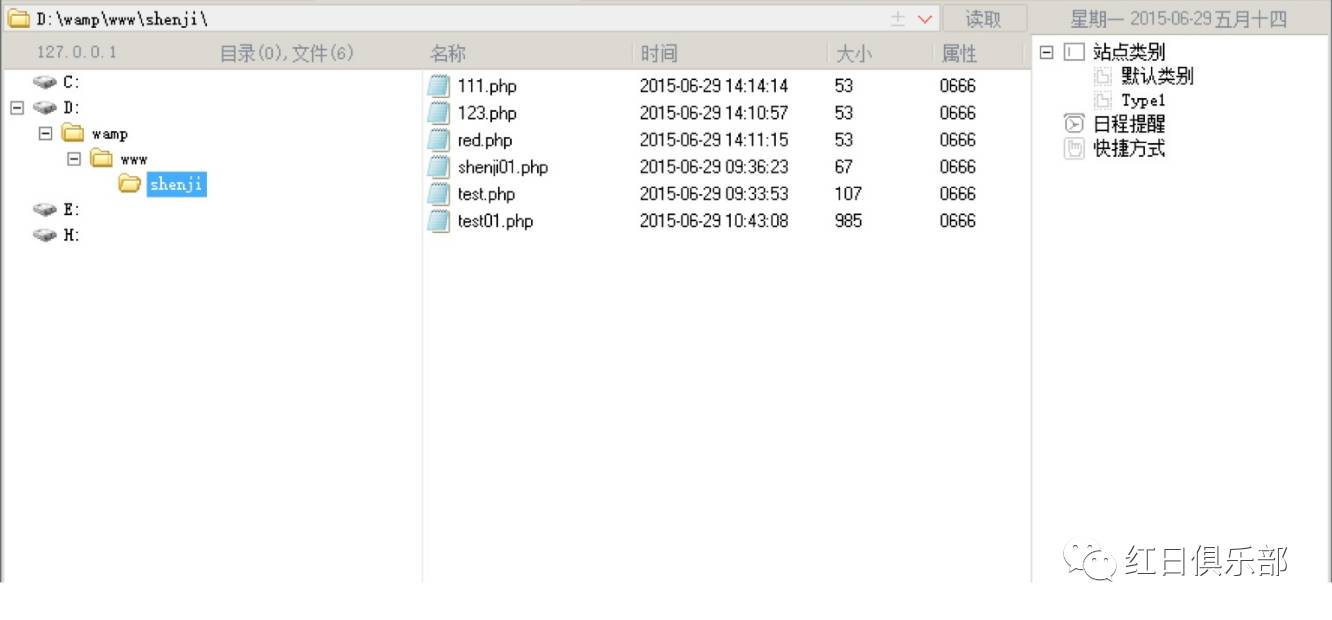 D:\wamp\www\shenji\ 读取 星期一 2015-06-29 五月十四
127.0.0.1 目录(0),文件(6) 名称 时间 大小 属性
C:
D:
wamp
www
shenji
E:
H:
111.php 2015-06-29 14:14:14 53 0666
123.php 2015-06-29 14:10:57 53 0666
red.php 2015-06-29 14:11:15 53 0666
shenji01.php 2015-06-29 09:36:23 67 0666
test.php 2015-06-29 09:33:53 107 0666
test01.php 2015-06-29 10:43:08 985 0666
站点类别
默认类别
Type1
日程提醒
快捷方式
红日俱乐部